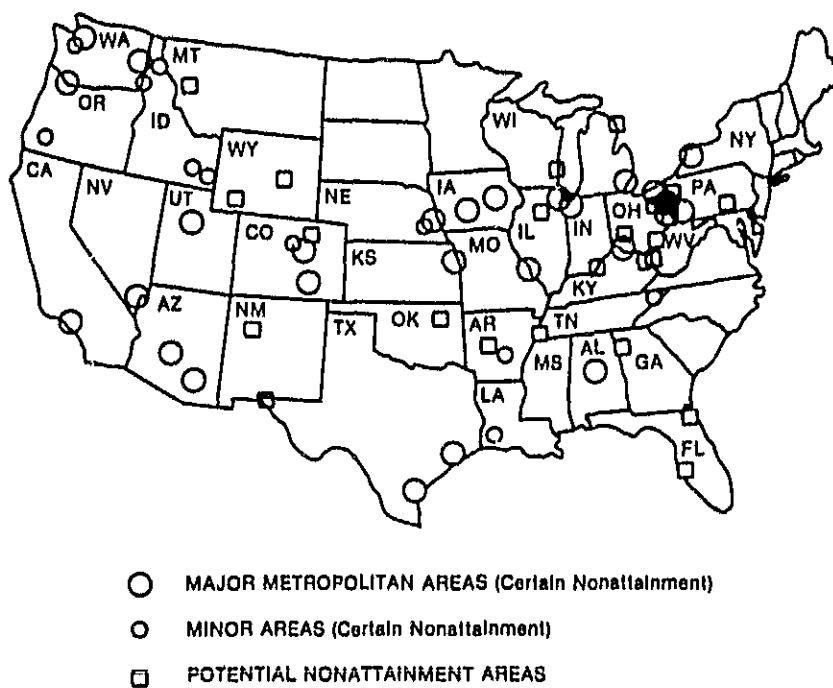 WA
MT
OR
ID
WI
NY
WY
CA
NV
NE
IA
PA
UT
OH
IL
IN
CO
MO
WV
KS
KY
AZ
NM
OK
AR
TN
TX
MS
AL
GA
LA
FL
MAJOR METROPOLITAN AREAS (Certain Nonattainment)
MINOR AREAS (Certain Nonattainment)
POTENTIAL NONATTAINMENT AREAS